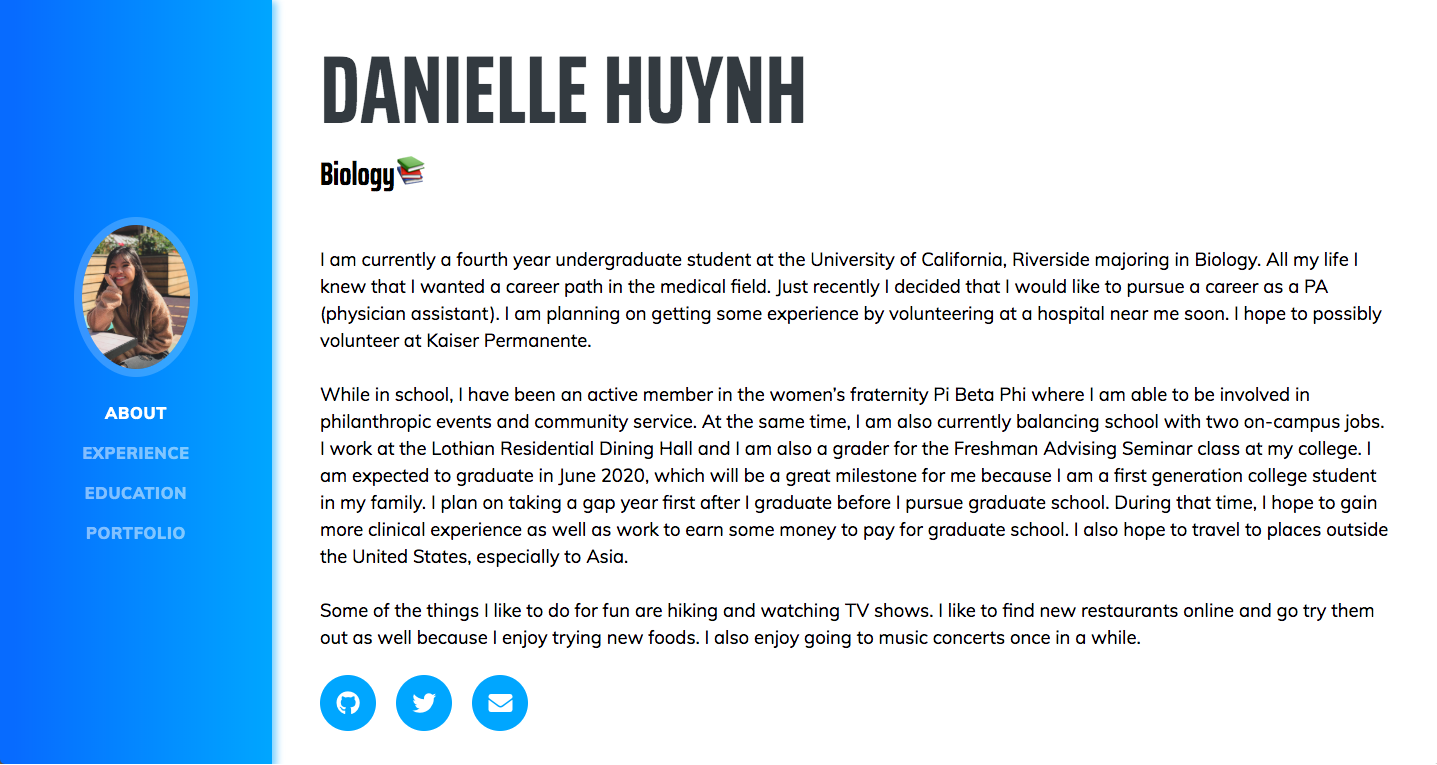 DANIELLE HUYNH
Biology📚
I am currently a fourth year undergraduate student at the University of California, Riverside majoring in Biology. All my life I
knew that I wanted a career path in the medical field. Just recently I decided that I would like to pursue a career as a PA
(physician assistant). I am planning on getting some experience by volunteering at a hospital near me soon. I hope to possibly
volunteer at Kaiser Permanente.
While in school, I have been an active member in the women's fraternity Pi Beta Phi where I am able to be involved in
philanthropic events and community service. At the same time, I am also currently balancing school with two on-campus jobs.
I work at the Lothian Residential Dining Hall and I am also a grader for the Freshman Advising Seminar class at my college. I
am expected to graduate in June 2020, which will be a great milestone for me because I am a first generation college student
in my family. I plan on taking a gap year first after I graduate before I pursue graduate school. During that time, I hope to gain
more clinical experience as well as work to earn some money to pay for graduate school. I also hope to travel to places outside
the United States, especially to Asia.
Some of the things I like to do for fun are hiking and watching TV shows. I like to find new restaurants online and go try them
out as well because I enjoy trying new foods. I also enjoy going to music concerts once in a while.
ABOUT
EXPERIENCE
EDUCATION
PORTFOLIO